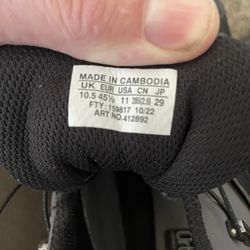 MADE IN CAMBODIA
UK EUR USA CN JP
10.5 45⅓ 11 285(2.5) 29
FTY: 159817 10/22
ART NO.412892